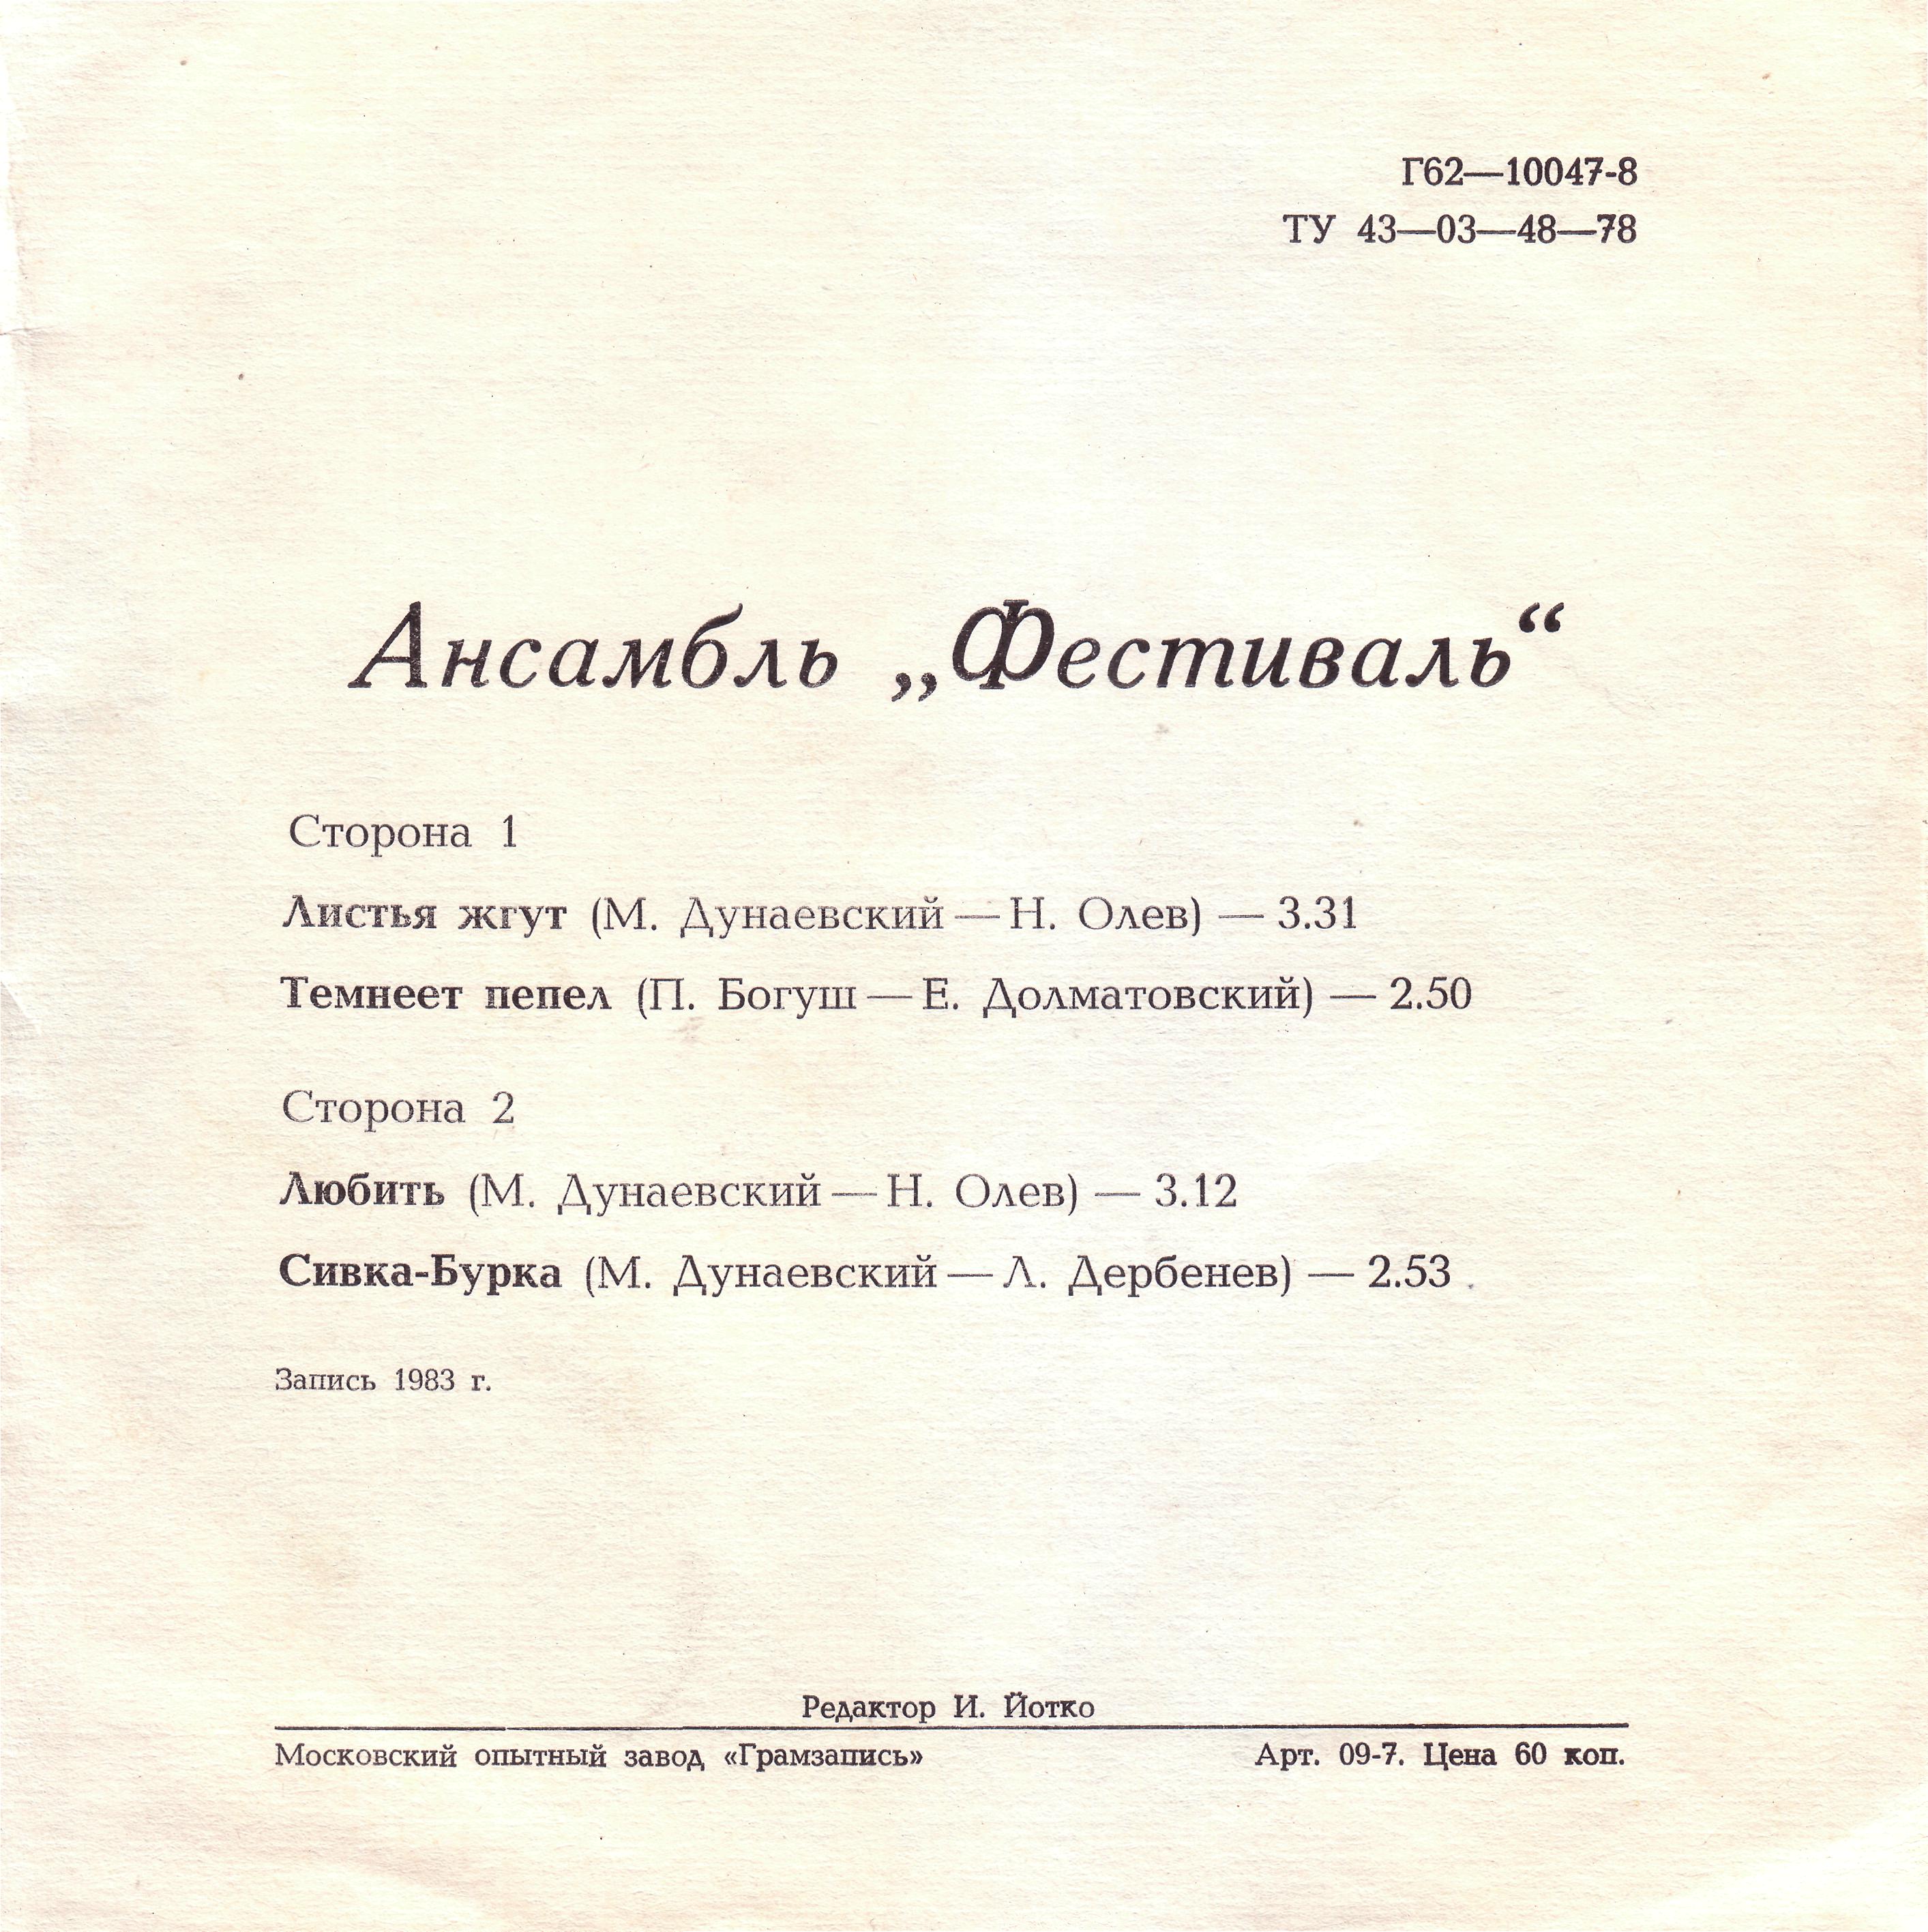 Г62—10047-8
ТУ 43—03—48—78
Ансамбль „Фестиваль“
Сторона 1
Листья жгут (М. Дунаевский — Н. Олев) — 3.31
Темнеет пепел (П. Богуш — Е. Долматовский) — 2.50
Сторона 2
Любить (М. Дунаевский — Н. Олев) — 3.12
Сивка-Бурка (М. Дунаевский — Л. Дербенев) — 2.53
Запись 1983 г.
Редактор И. Йотко
Московский опытный завод «Грамзапись» Арт. 09-7. Цена 60 коп.